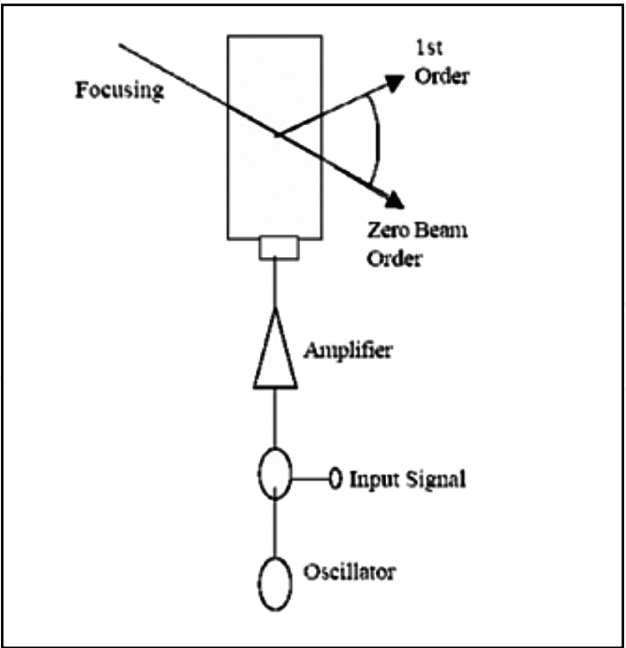 1st
Order
Focusing
Zero Beam
Order
Amplifier
Input Signal
Oscillator